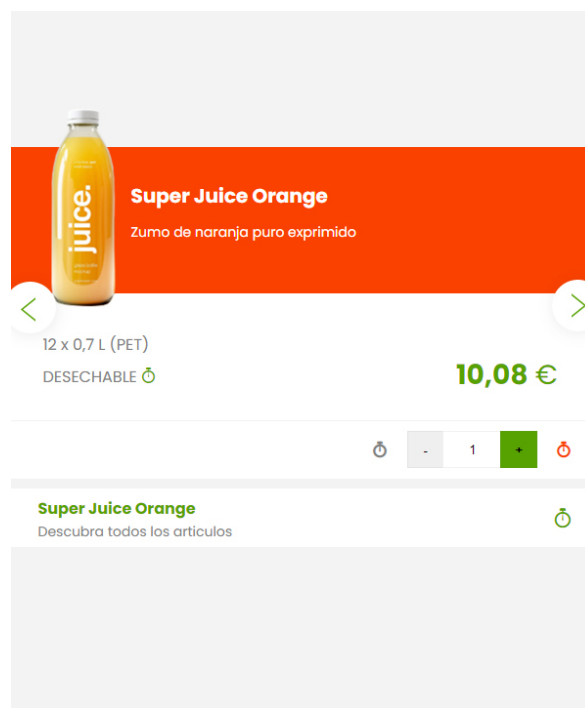 Super Juice Orange
Zumo de naranja puro exprimido
juice.
12 x 0,7 L (PET)
DESECHABLE
10,08 €
- 1 +
Super Juice Orange
Descubra todos los articulos